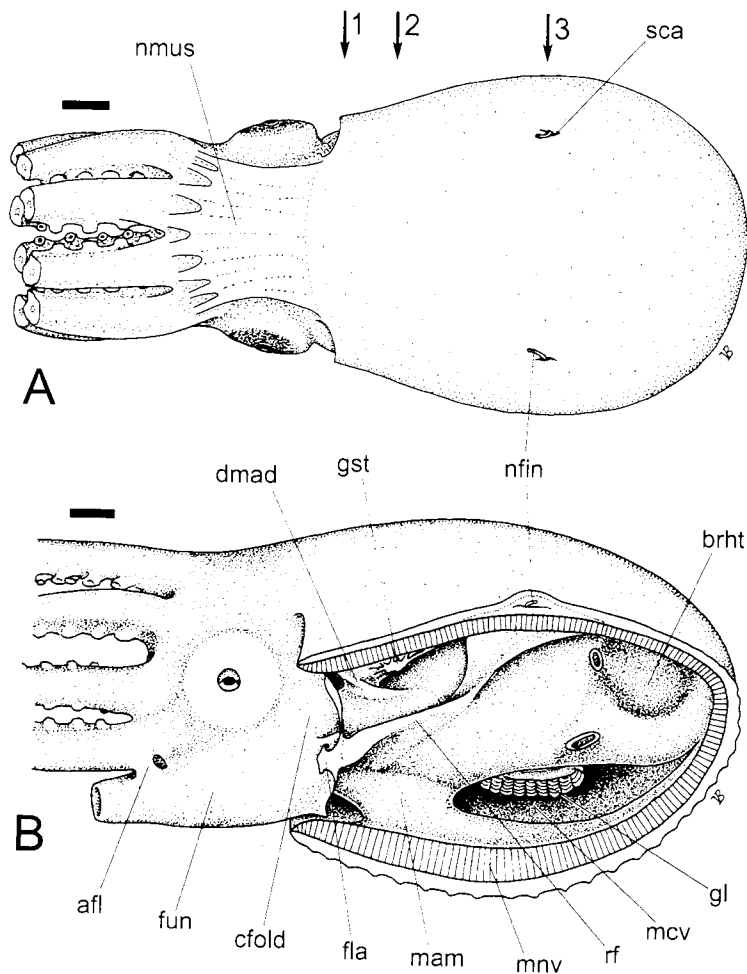 1 2 3
nmus sca
A
dmad gst nfin
brht
B
afl fun cfold fla mam mnv rf mcv gl